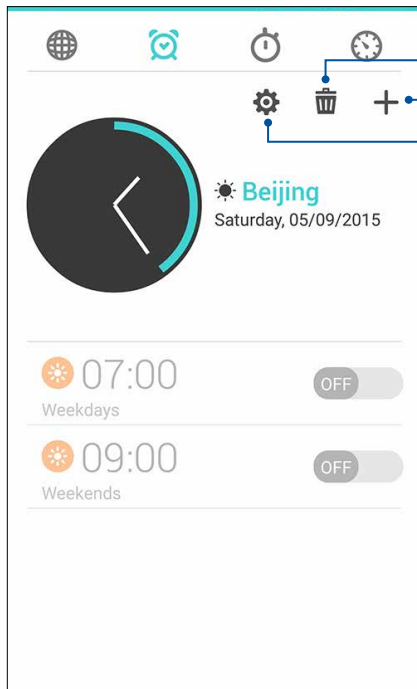 Beijing
Saturday, 05/09/2015
07:00
OFF
Weekdays
09:00
OFF
Weekends